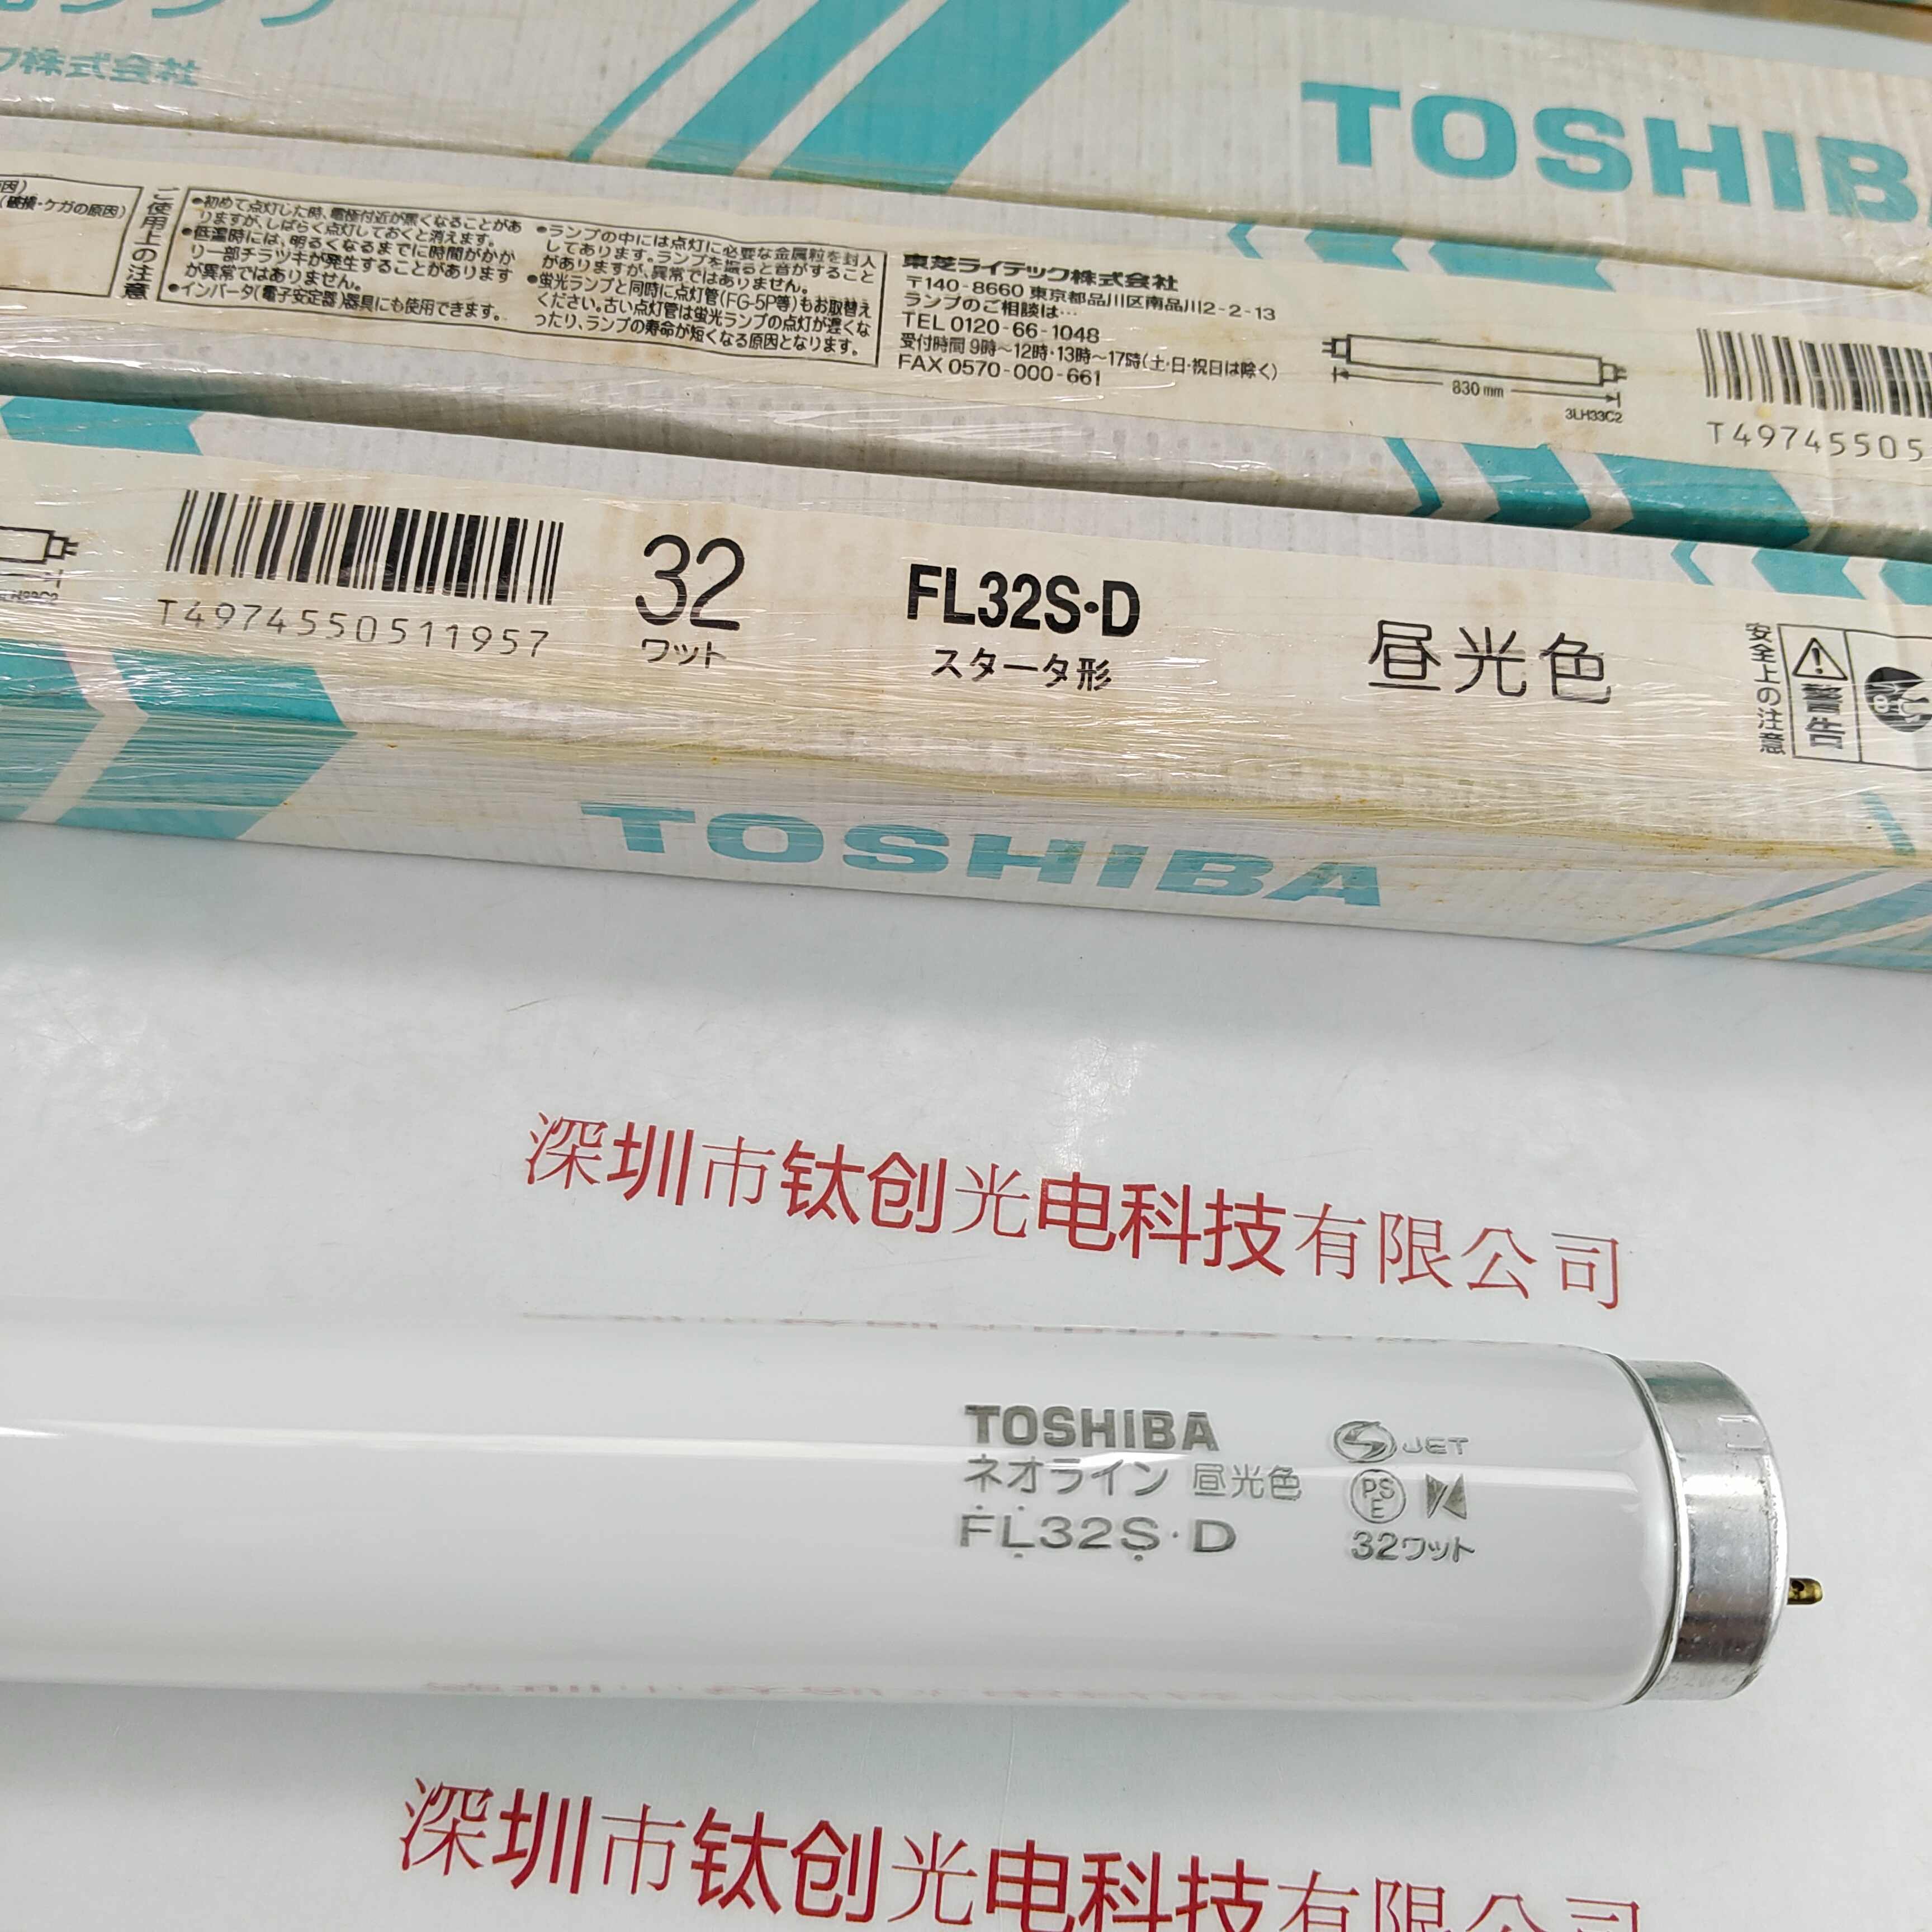 株式会社
TOSHIB
(破損・ケガの原因)
ご使用上の注意
●初めて点灯した時、電極付近が黒くなることがあ
りますが、しばらく点灯しておくと消えます。
●低温時には、明るくなるまでに時間がかか
り一部チラツキが発生することがあります
が異常ではありません。
●インバータ(電子安定器)器具にも使用できます。
●ランプの中には点灯に必要な金属粒を封入
してあります。ランプを振ると音がすること
がありますが、異常ではありません。
●蛍光ランプと同時に点灯管(FG-5P等)もお取替え
ください。古い点灯管は蛍光ランプの点灯が遅くな
ったり、ランプの寿命が短くなる原因となります。
東芝ライテック株式会社
〒140-8660 東京都品川区南品川2-2-13
ランプのご相談は…
TEL 0120-66-1048
受付時間 9時〜12時・13時〜17時(土・日・祝日は除く)
FAX 0570-000-661
830 mm
3LH33C2
T49745505
T4974550511957
32
ワット
FL32S・D
スタータ形
昼光色
安全上の注意
警告
TOSHIBA
深圳市钛创光电科技有限公司
TOSHIBA
ネオライン 昼光色
FL32S・D
JET
PS
E
32ワット
深圳市钛创光电科技有限公司